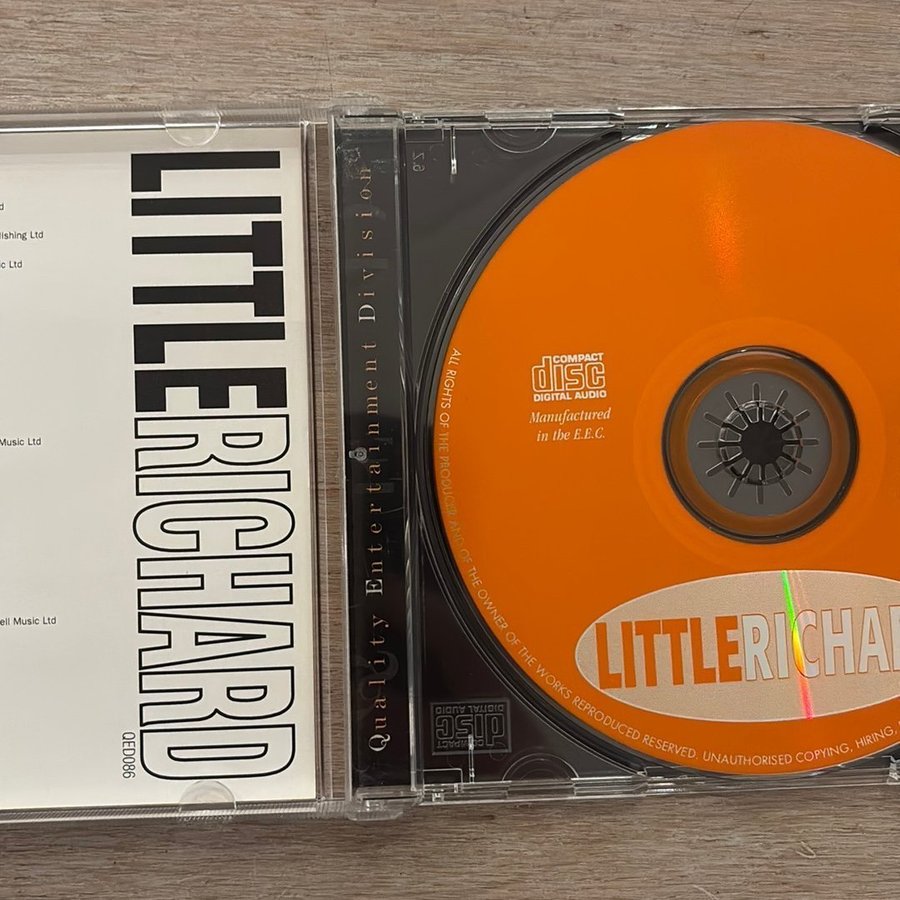 d
lishing Ltd
c Ltd
Music Ltd
ell Music Ltd
LITTLERICHARD
QED086
Quality Entertainment Division
COMPACT
disc
DIGITAL AUDIO
Manufactured
in the E.E.C.
ALL RIGHTS OF THE PRODUCER AND OF THE OWNER OF THE WORKS REPRODUCED RESERVED. UNAUTHORISED COPYING, HIRING,
LITTLERICHAR
COMPACT
disc
DIGITAL AUDIO